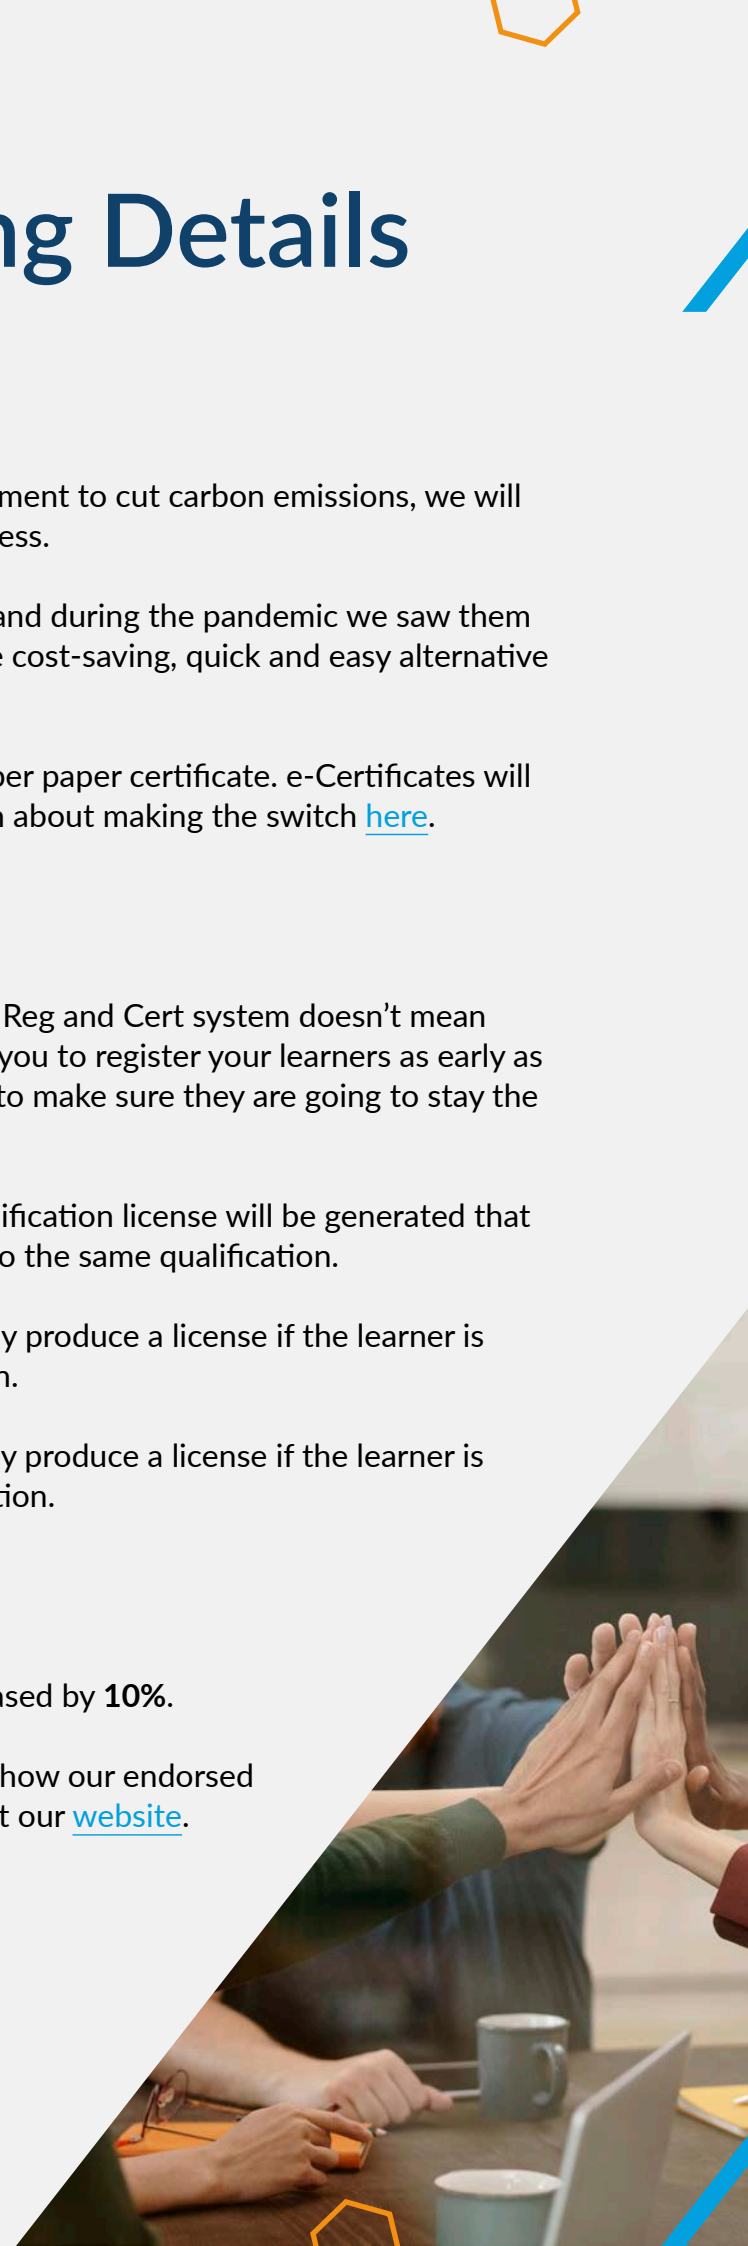 ng Details
ment to cut carbon emissions, we will
ess.
and during the pandemic we saw them
e cost-saving, quick and easy alternative
per paper certificate. e-Certificates will
n about making the switch here.
Reg and Cert system doesn’t mean
you to register your learners as early as
to make sure they are going to stay the
ification license will be generated that
o the same qualification.
y produce a license if the learner is
n.
y produce a license if the learner is
tion.
ased by 10%.
how our endorsed
t our website.